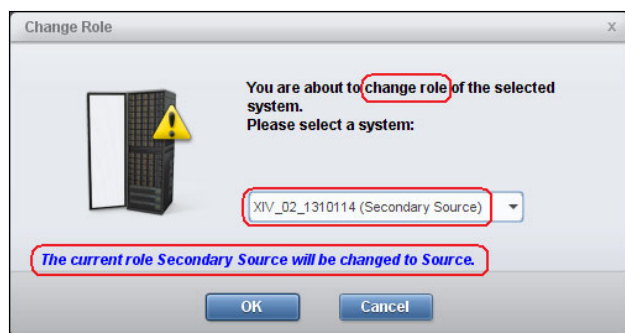 Change Role
x
You are about to change role of the selected
system.
Please select a system:
XIV_02_1310114 (Secondary Source)
The current role Secondary Source will be changed to Source.
OK Cancel